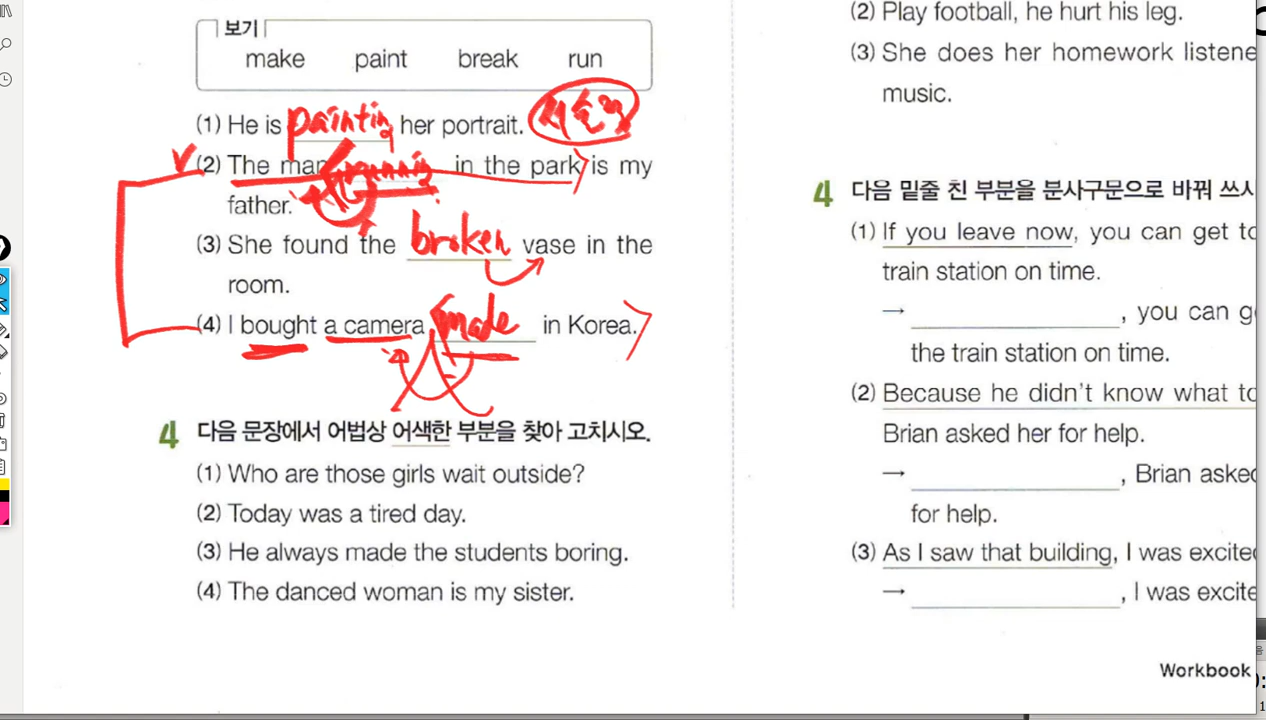 보기
make paint break run
(1) He is painting her portrait. 서술적
(2) The man running in the park is my
father.
(3) She found the broken vase in the
room.
(4) I bought a camera made in Korea.
4 다음 문장에서 어법상 어색한 부분을 찾아 고치시오.
(1) Who are those girls wait outside?
(2) Today was a tired day.
(3) He always made the students boring.
(4) The danced woman is my sister.
(2) Play football, he hurt his leg.
(3) She does her homework listene
music.
4 다음 밑줄 친 부분을 분사구문으로 바꿔 쓰시
(1) If you leave now, you can get to
train station on time.
→ , you can g
the train station on time.
(2) Because he didn't know what to
Brian asked her for help.
→ , Brian asked
for help.
(3) As I saw that building, I was excited
→ , I was excite
Workbook